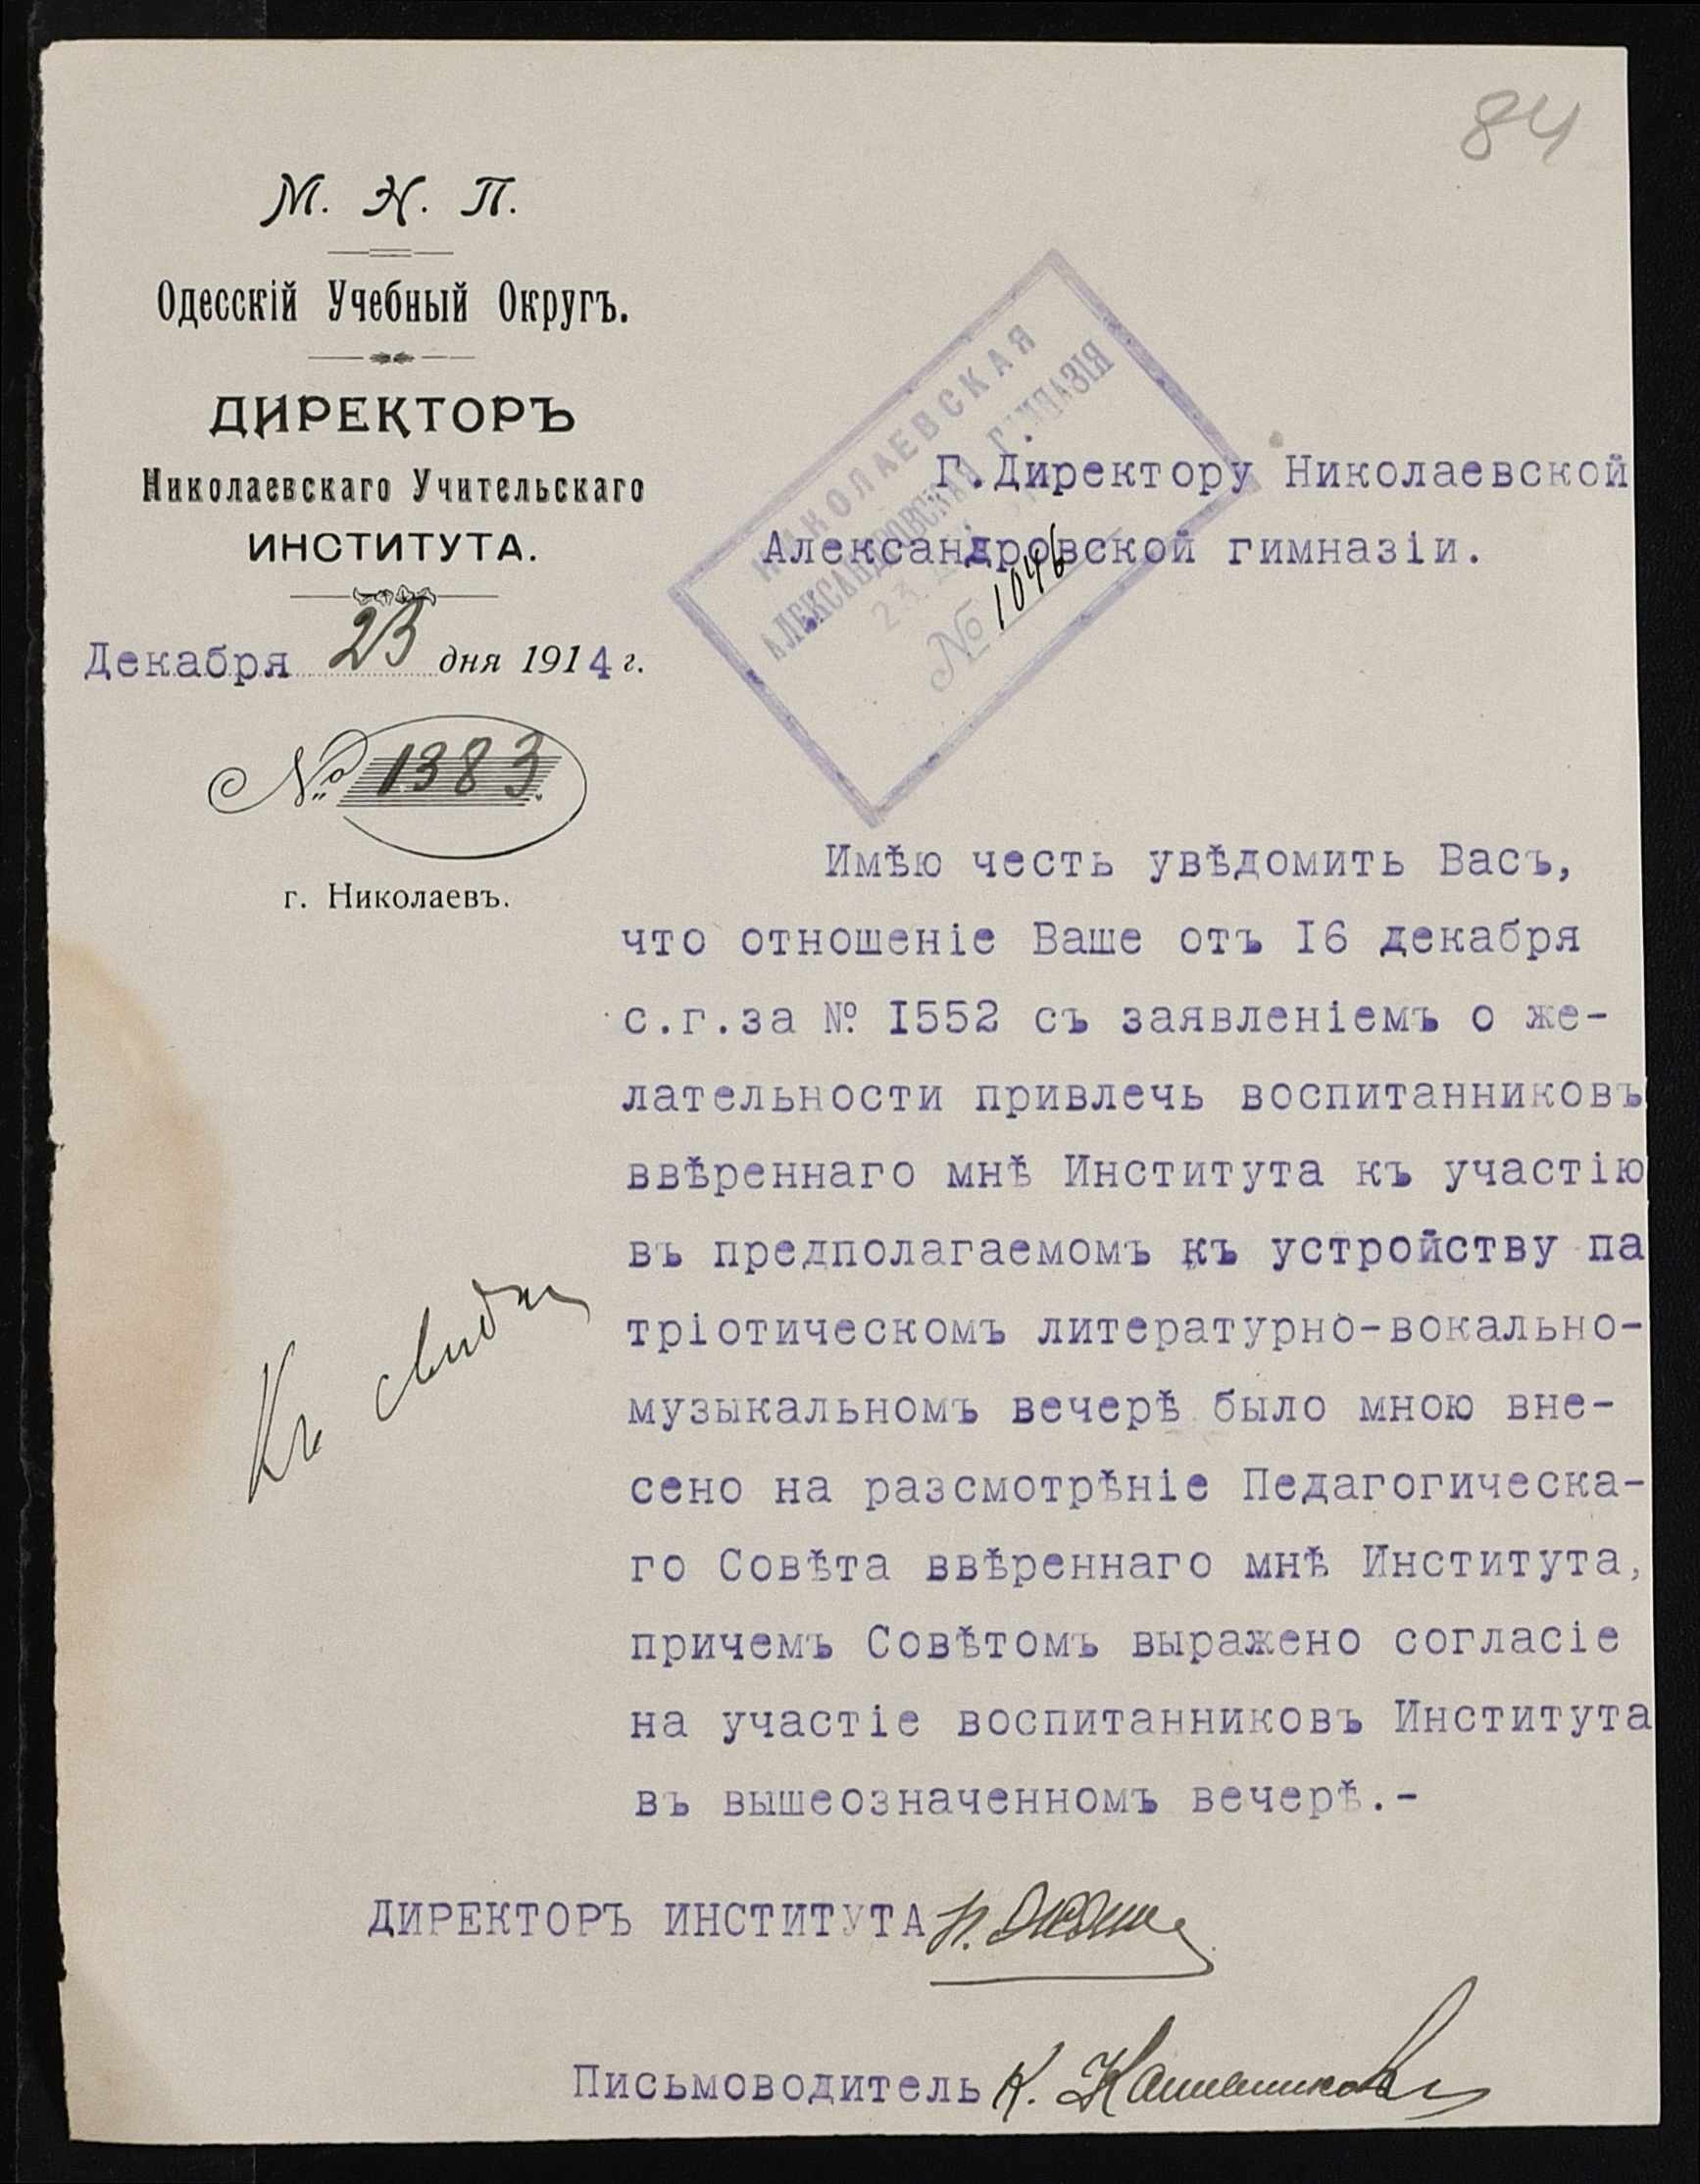 84
М. Н. П.
Одесскій Учебный Округъ.
ДИРЕКТОРЪ
Николаевскаго Учительскаго
ИНСТИТУТА.
Декабря 23 дня 1914 г.
№ 1383
г. Николаевъ.
НИКОЛАЕВСКАЯ
АЛЕКСАНДРОВСКАЯ ГИМНАЗІЯ
23
№ 1046
Г. Директору Николаевской
Александровской гимназіи.
Имѣю честь увѣдомить Васъ,
что отношеніе Ваше отъ I6 декабря
с.г.за № I552 съ заявленіемъ о же-
лательности привлечь воспитанниковъ
ввѣреннаго мнѣ Института къ участію
въ предполагаемомъ къ устройству па
тріотическомъ литературно-вокально-
музыкальномъ вечерѣ было мною вне-
сено на разсмотрѣніе Педагогическа-
го Совѣта ввѣреннаго мнѣ Института,
причемъ Совѣтомъ выражено согласіе
на участіе воспитанниковъ Института
въ вышеозначенномъ вечерѣ.-
Къ
ДИРЕКТОРЪ ИНСТИТУТА
Письмоводитель К.